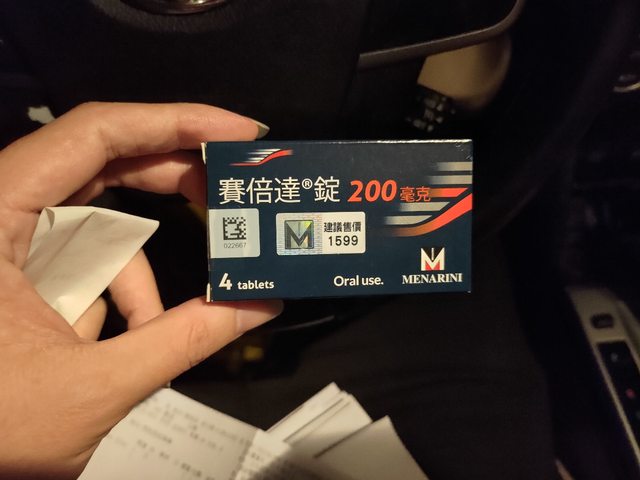 賽倍達®錠 200毫克
022667
M
建議售價
1599
4 tablets
Oral use.
MENARINI